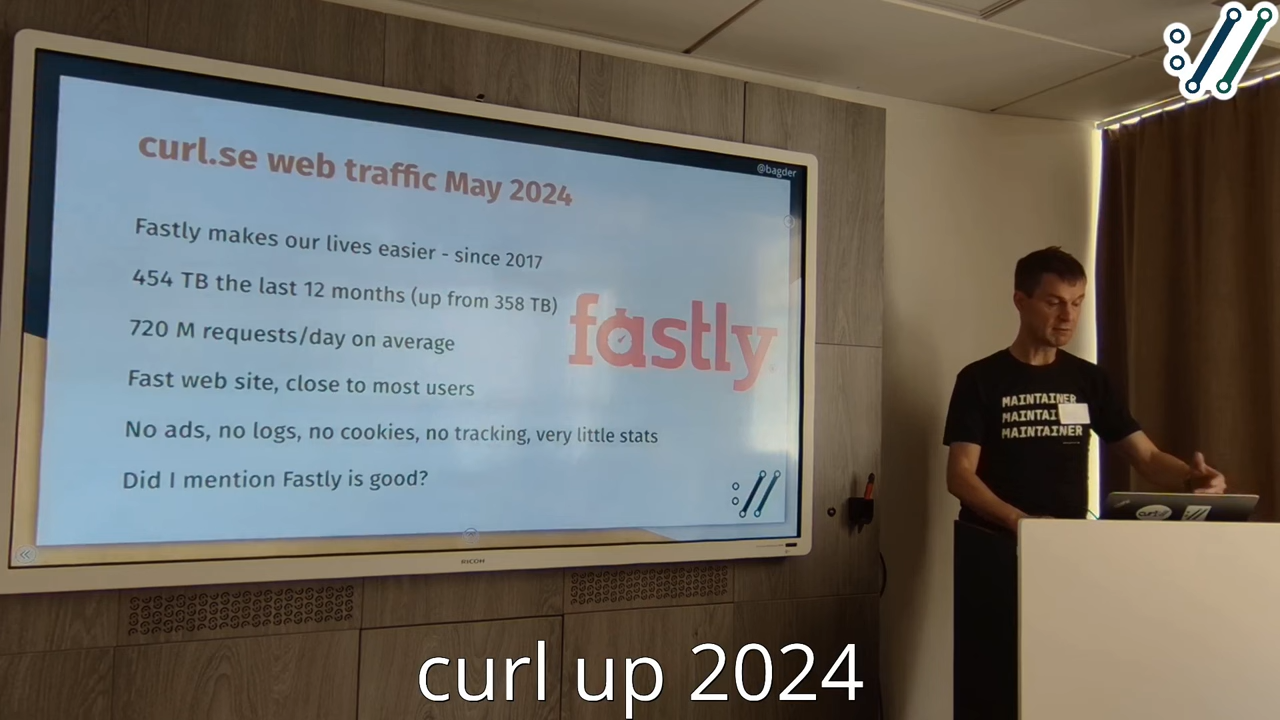 @bagder
curl.se web traffic May 2024
Fastly makes our lives easier - since 2017
454 TB the last 12 months (up from 358 TB)
720 M requests/day on average
fastly
Fast web site, close to most users
No ads, no logs, no cookies, no tracking, very little stats
Did I mention Fastly is good?
RICOH
MAINTAINER
MAINTAI
MAINTAINER
curl
curl up 2024